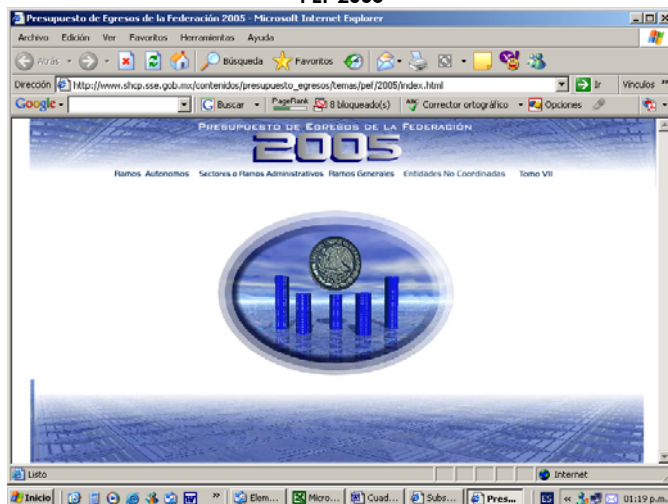 Presupuesto de Egresos de la Federación 2005 - Microsoft Internet Explorer
Archivo Edición Ver Favoritos Herramientas Ayuda
Atrás Búsqueda Favoritos
Dirección http://www.shcp.sse.gob.mx/contenidos/presupuesto_egresos/temas/pef/2005/index.html Ir Vínculos »
Google Buscar PageRank 8 bloqueado(s) ABC Corrector ortográfico Opciones
PRESUPUESTO DE EGRESOS DE LA FEDERACIÓN
2005
Ramos Autonomos Sectores o Ramos Administrativos Ramos Generales Entidades No Coordinadas Tomo VII
Listo Internet
Inicio » Elem... Micro... Cuad... Subs... Pres... ES « 01:19 p.m.